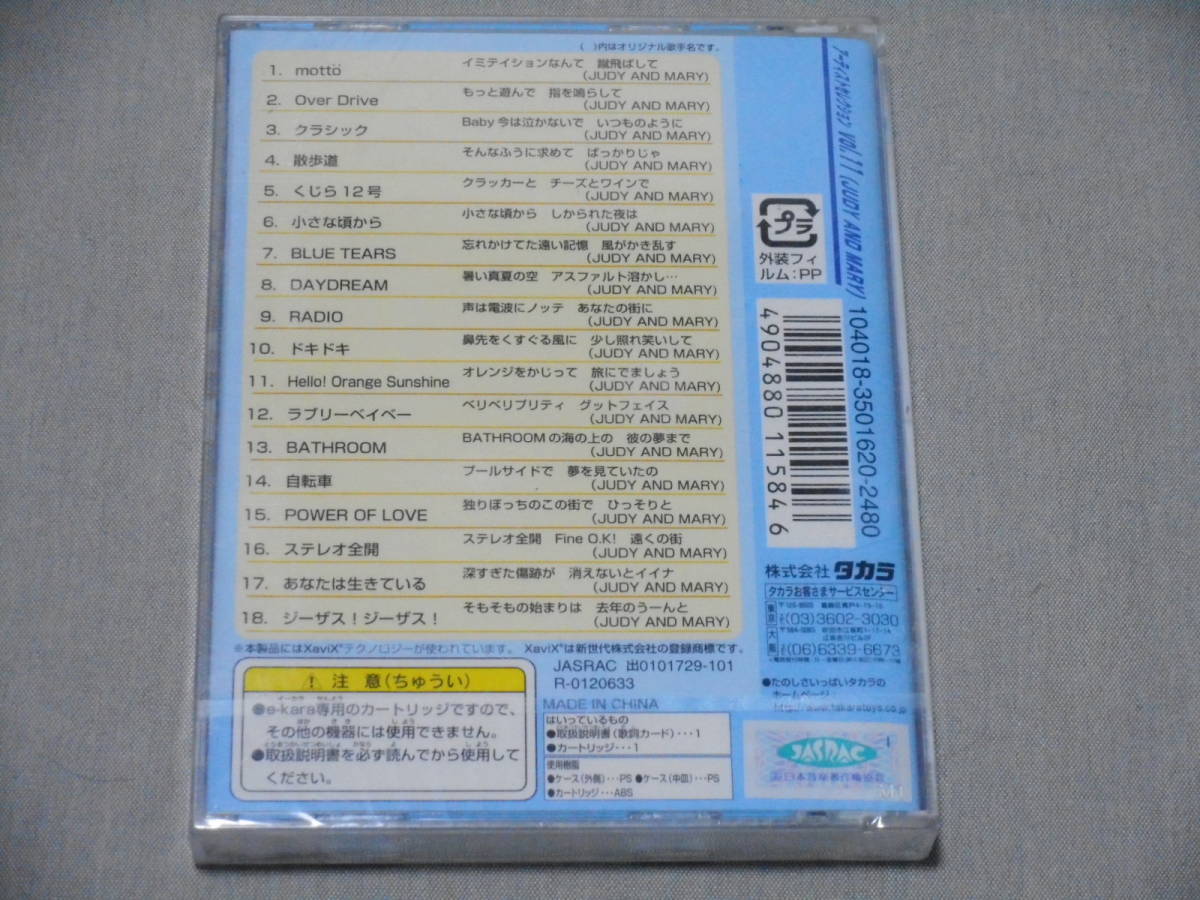 ( )内はオリジナル歌手名です。
1. mottö イミテイションなんて 蹴飛ばして
(JUDY AND MARY)
2. Over Drive もっと遊んで 指を鳴らして
(JUDY AND MARY)
3. クラシック Baby今は泣かないで いつものように
(JUDY AND MARY)
4. 散歩道 そんなふうに求めて ばっかりじゃ
(JUDY AND MARY)
5. くじら12号 クラッカーと チーズとワインで
(JUDY AND MARY)
6. 小さな頃から 小さな頃から しかられた夜は
(JUDY AND MARY)
7. BLUE TEARS 忘れかけてた遠い記憶 風がかき乱す
(JUDY AND MARY)
8. DAYDREAM 暑い真夏の空 アスファルト溶かし…
(JUDY AND MARY)
9. RADIO 声は電波にノッテ あなたの街に
(JUDY AND MARY)
10. ドキドキ 鼻先をくすぐる風に 少し照れ笑いして
(JUDY AND MARY)
11. Hello! Orange Sunshine オレンジをかじって 旅にでましょう
(JUDY AND MARY)
12. ラブリーベイベー ベリベリプリティ グットフェイス
(JUDY AND MARY)
13. BATHROOM BATHROOMの海の上の 彼の夢まで
(JUDY AND MARY)
14. 自転車 プールサイドで 夢を見ていたの
(JUDY AND MARY)
15. POWER OF LOVE 独りぼっちのこの街で ひっそりと
(JUDY AND MARY)
16. ステレオ全開 ステレオ全開 Fine O.K! 遠くの街
(JUDY AND MARY)
17. あなたは生きている 深すぎた傷跡が 消えないとイイナ
(JUDY AND MARY)
18. ジーザス!ジーザス! そもそもの始まりは 去年のうーんと
(JUDY AND MARY)
※本製品にはXaviX®テクノロジーが使われています。 XaviX®は新世代株式会社の登録商標です。
⚠ 注 意(ちゅうい)
●e-kara専用のカートリッジですので、
その他の機器には使用できません。
●取扱説明書を必ず読んでから使用して
ください。
JASRAC 出0101729-101
R-0120633
MADE IN CHINA
はいっているもの
●取扱説明書(歌詞カード)・・・1
●カートリッジ・・・1
使用樹脂
●ケース(外側)・・・PS ●ケース(中皿)・・・PS
●カートリッジ・・・ABS
アーティストセレクション Vol.11 (JUDY AND MARY)
104018-3501620-2480
プラ
外装フィ
ルム:PP
4904880115846
株式会社 タカラ
タカラお客さまサービスセンター
東京
(03)3602-3030
大阪
(06)6339-6673
●たのしさいっぱいタカラの
ホームページ
http://www.takaratoys.co.jp
JASRAC